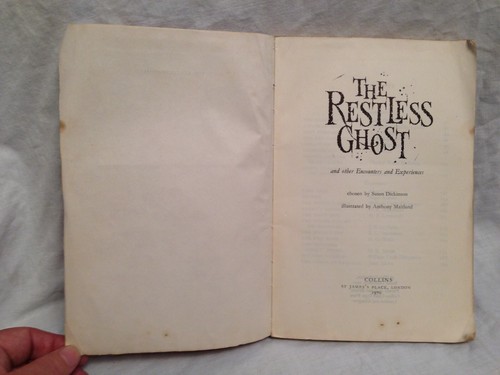 THE
RESTLESS
GHOST
and other Encounters and Experiences
chosen by Susan Dickinson
illustrated by Anthony Maitland
COLLINS
ST JAMES'S PLACE, LONDON
1970